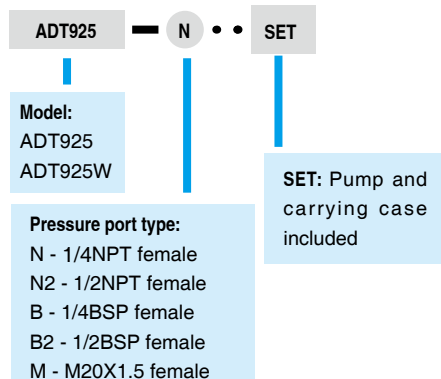 ADT925 — N • • SET
Model:
ADT925
ADT925W
SET: Pump and
carrying case
included
Pressure port type:
N - 1/4NPT female
N2 - 1/2NPT female
B - 1/4BSP female
B2 - 1/2BSP female
M - M20X1.5 female